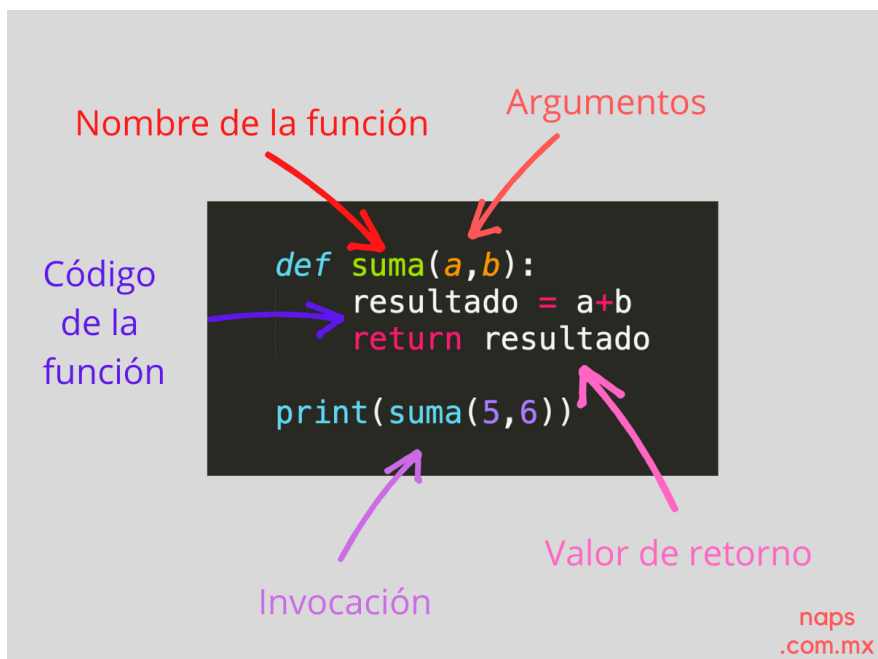 Nombre de la función
Argumentos
Código
de la
función
def suma(a,b):
resultado = a+b
return resultado
print(suma(5,6))
Invocación
Valor de retorno
naps
.com.mx